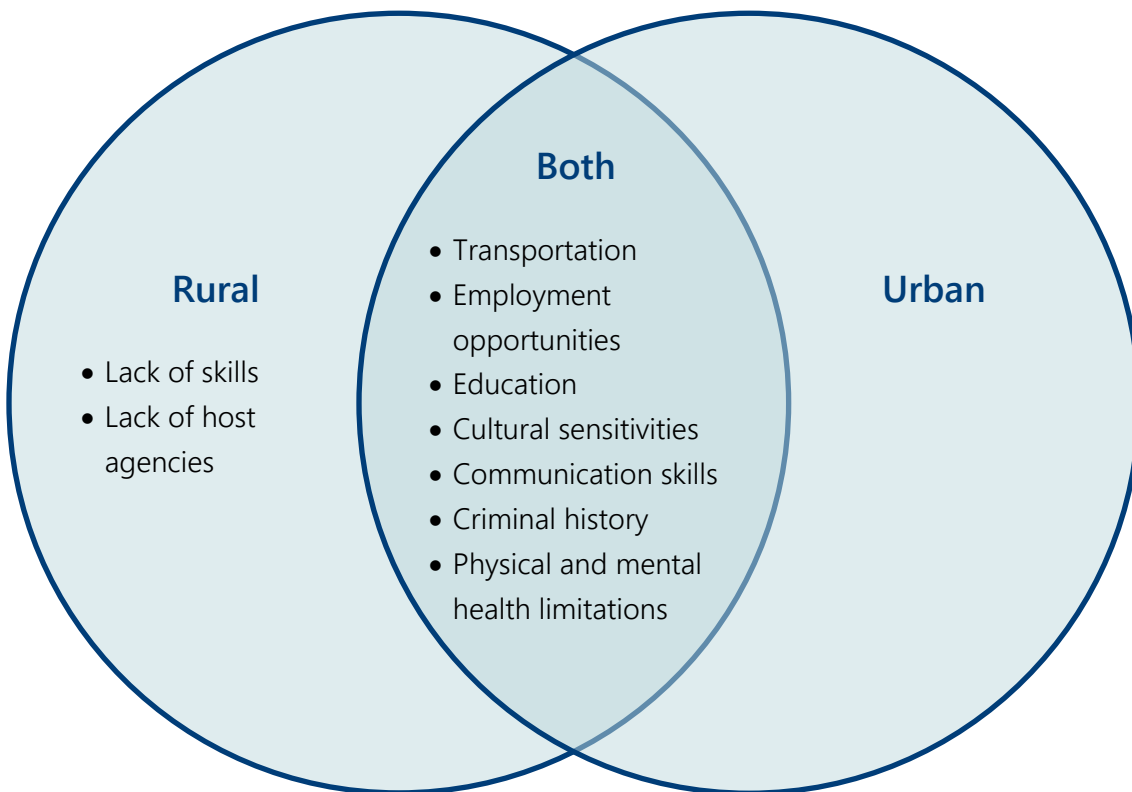 Rural
• Lack of skills
• Lack of host
agencies
Both
• Transportation
• Employment
opportunities
• Education
• Cultural sensitivities
• Communication skills
• Criminal history
• Physical and mental
health limitations
Urban